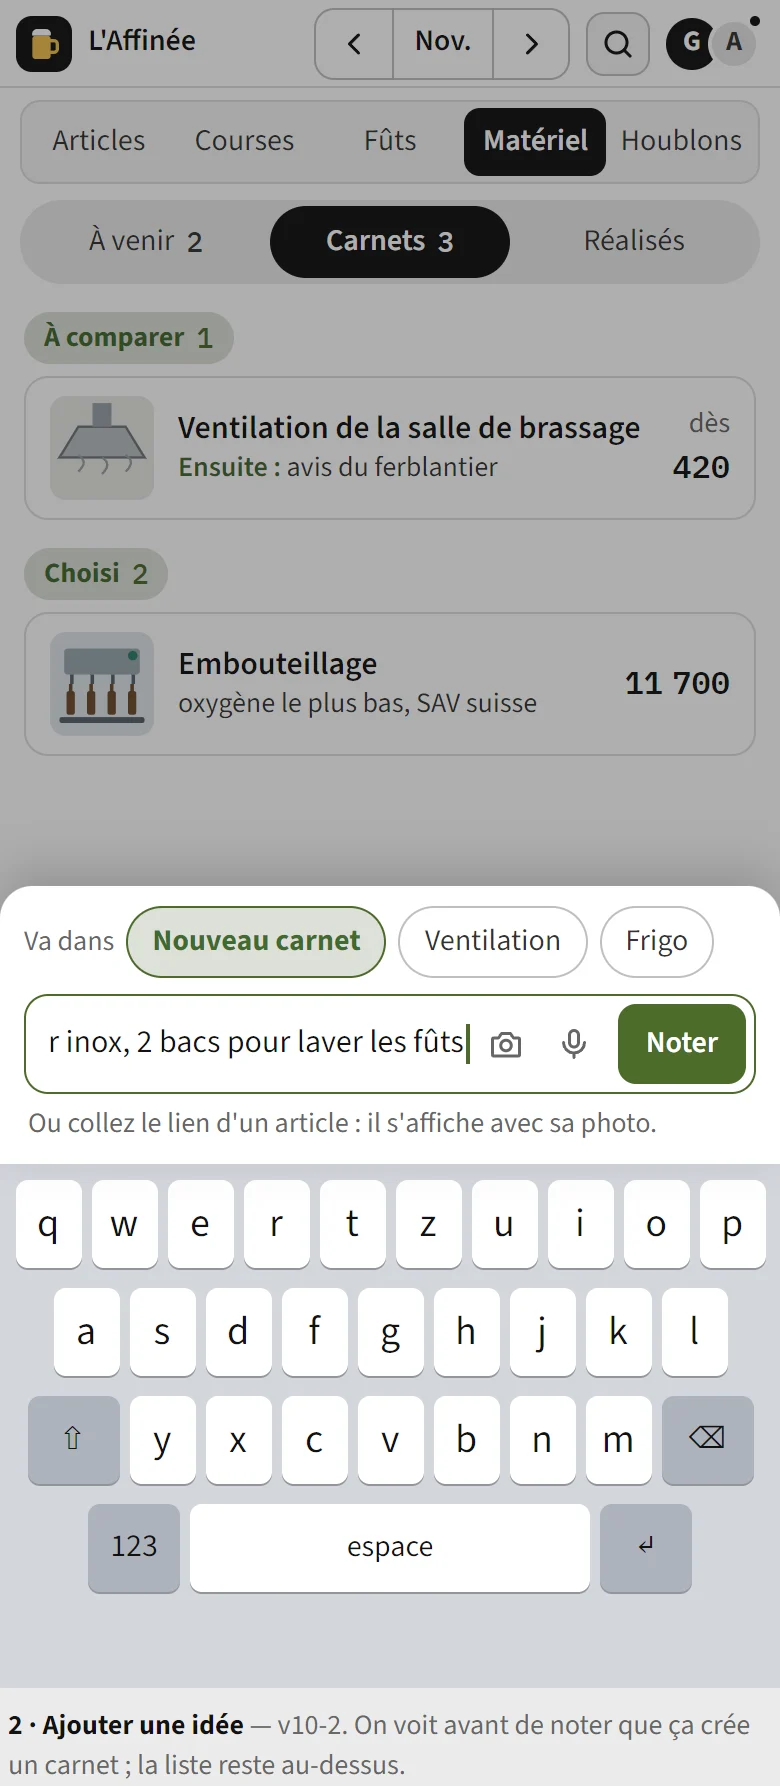 L'Affinée
Nov.
G
A
Articles Courses Fûts Matériel Houblons
À venir 2 Carnets 3 Réalisés
À comparer 1
Ventilation de la salle de brassage
dès
Ensuite : avis du ferblantier
420
Choisi 2
Embouteillage
oxygène le plus bas, SAV suisse
11 700
Va dans Nouveau carnet Ventilation Frigo
r inox, 2 bacs pour laver les fûts
Noter
Ou collez le lien d'un article : il s'affiche avec sa photo.
q w e r t z u i o p
a s d f g h j k l
⇧ y x c v b n m ⌫
123 espace ⏎
2 · Ajouter une idée — v10-2. On voit avant de noter que ça crée
un carnet ; la liste reste au-dessus.